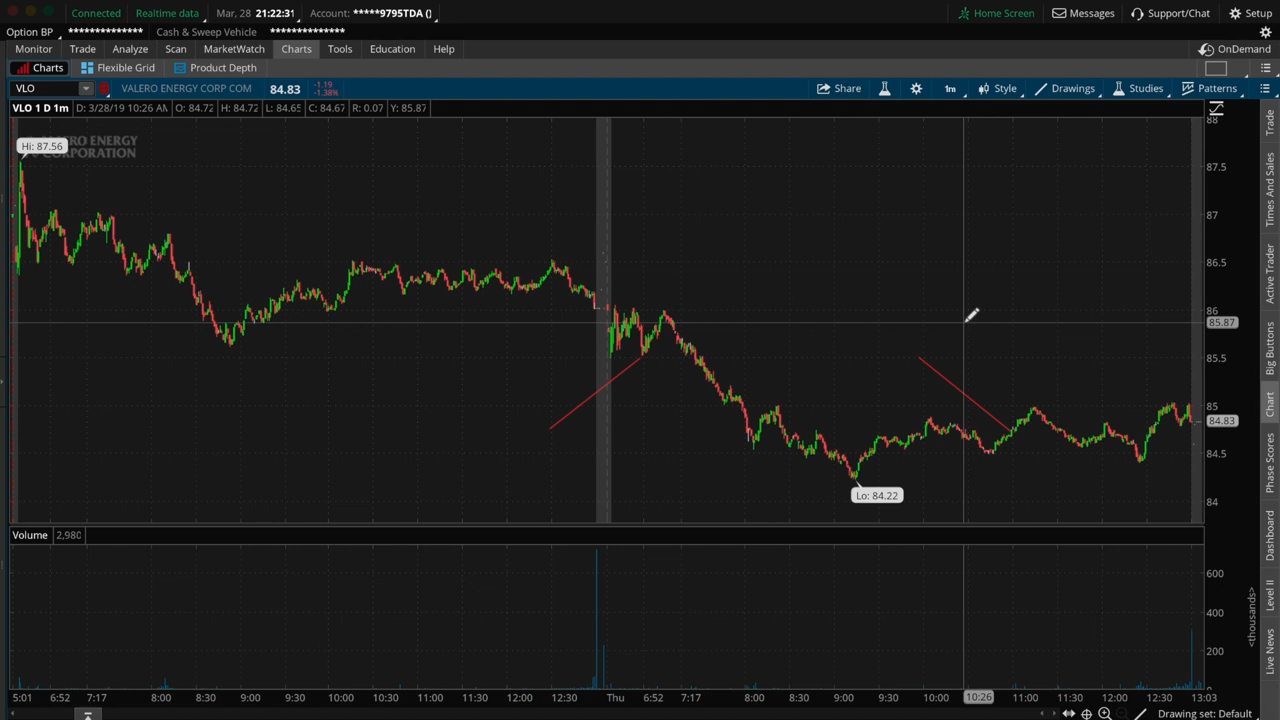 Connected Realtime data Mar, 28 21:22:31 Account: *****9795TDA () Home Screen Messages Support/Chat Setup
Option BP ************** Cash & Sweep Vehicle **************
Monitor Trade Analyze Scan MarketWatch Charts Tools Education Help OnDemand
Charts Flexible Grid Product Depth
VLO VALERO ENERGY CORP COM 84.83 -1.19 -1.38% Share 1m Style Drawings Studies Patterns
VLO 1 D 1m D: 3/28/19 10:26 AM O: 84.72 H: 84.72 L: 84.65 C: 84.67 R: 0.07 Y: 85.87
VALERO ENERGY
CORPORATION
Hi: 87.56
88
87.5
87
86.5
86
85.87
85.5
85
84.83
84.5
84
Lo: 84.22
Volume 2,980
600
400
200
0
<thousands>
5:01 6:52 7:17 8:00 8:30 9:00 9:30 10:00 10:30 11:00 11:30 12:00 12:30 Thu 6:52 7:17 8:00 8:30 9:00 9:30 10:00 10:26 11:00 11:30 12:00 12:30 13:03
Drawing set: Default
Trade
Times And Sales
Active Trader
Big Buttons
Chart
Phase Scores
Dashboard
Level II
Live News